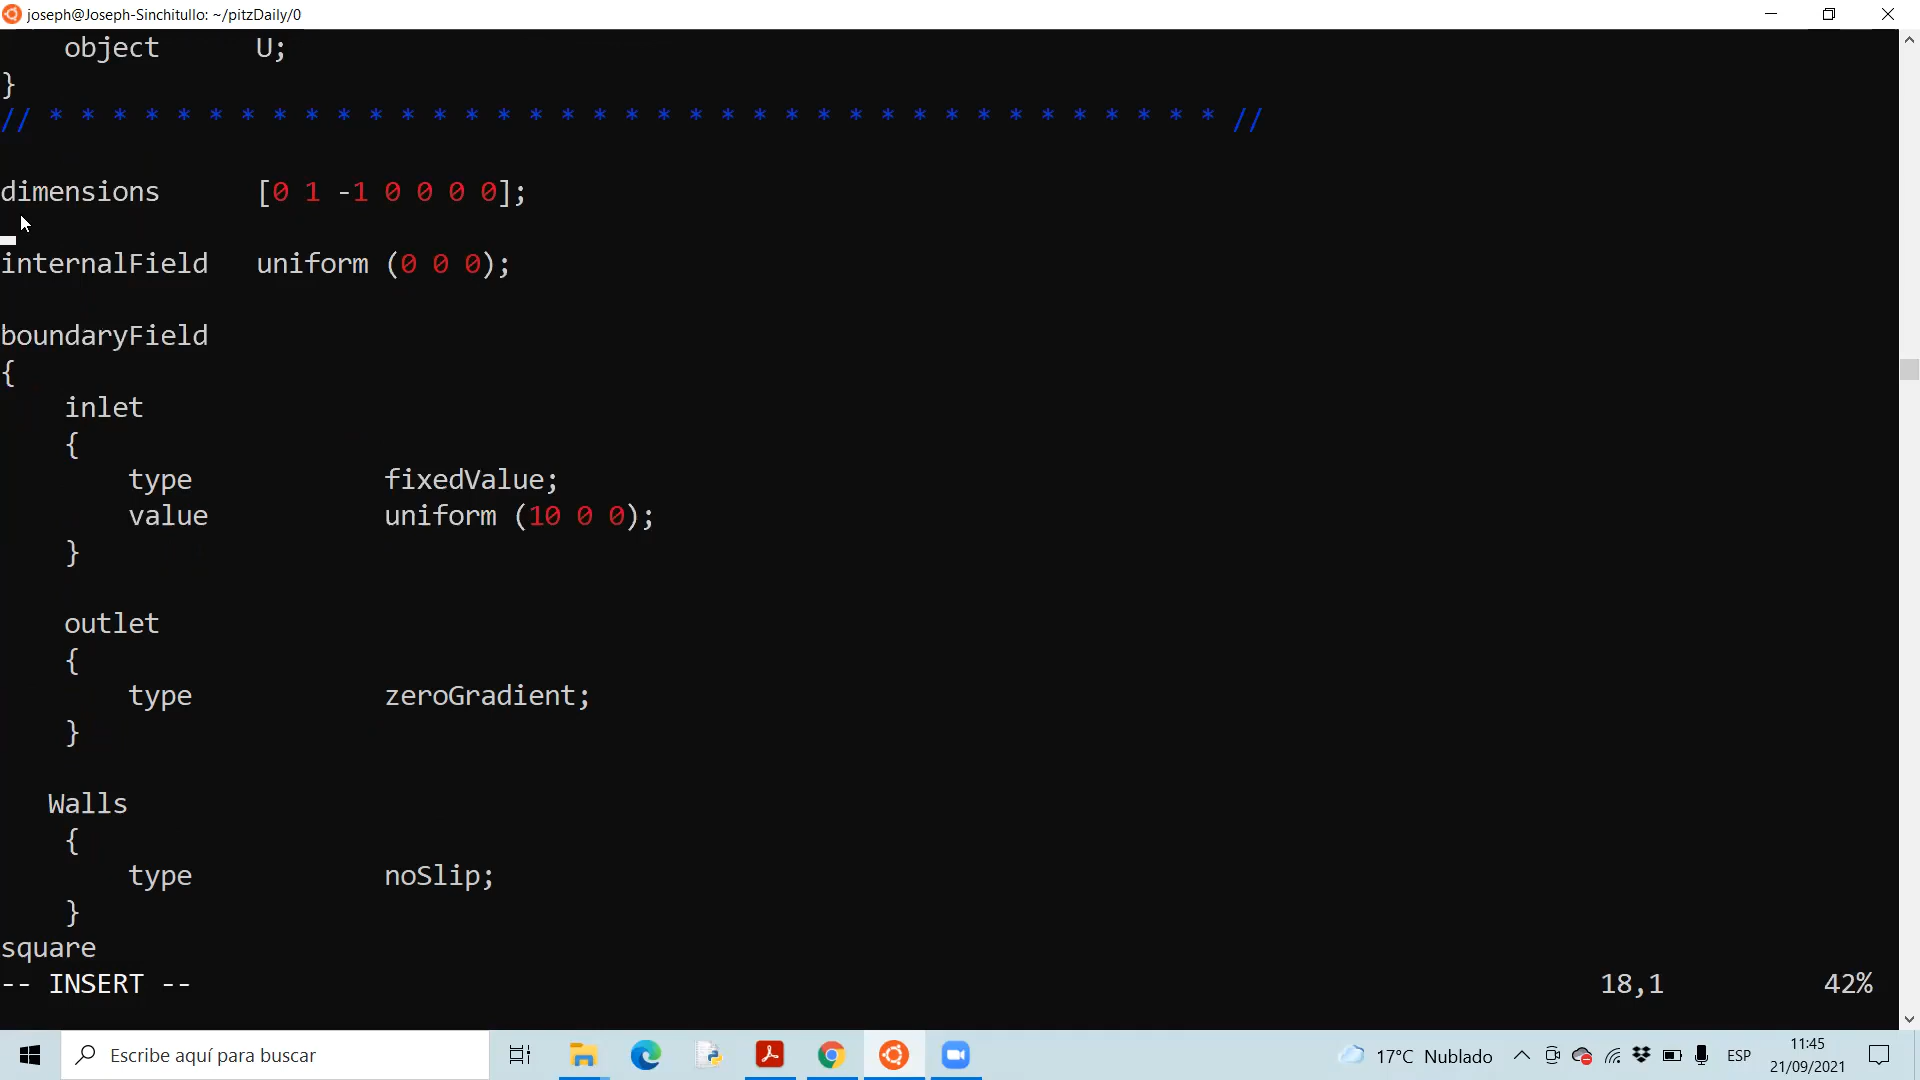 joseph@Joseph-Sinchitullo: ~/pitzDaily/0
    object      U;
}
// * * * * * * * * * * * * * * * * * * * * * * * * * * * * * * * * * * * * * //
dimensions      [0 1 -1 0 0 0 0];
internalField   uniform (0 0 0);
boundaryField
{
    inlet
    {
        type            fixedValue;
        value           uniform (10 0 0);
    }
    outlet
    {
        type            zeroGradient;
    }
   Walls
    {
        type            noSlip;
    }
square
-- INSERT --                                                                                        18,1          42%
Escribe aquí para buscar
17°C Nublado
ESP
11:45
21/09/2021